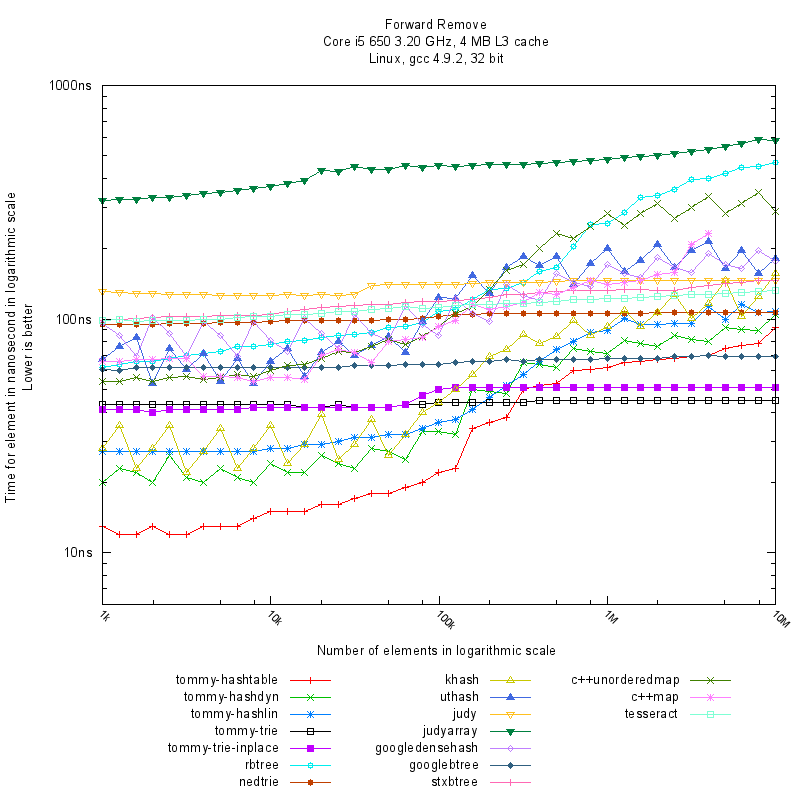 Forward Remove
Core i5 650 3.20 GHz, 4 MB L3 cache
Linux, gcc 4.9.2, 32 bit
1000ns
100ns
10ns
Time for element in nanosecond in logarithmic scale
Lower is better
1k
10k
100k
1M
10M
Number of elements in logarithmic scale
tommy-hashtable
tommy-hashdyn
tommy-hashlin
tommy-trie
tommy-trie-inplace
rbtree
nedtrie
khash
uthash
judy
judyarray
googledensehash
googlebtree
stxbtree
c++unorderedmap
c++map
tesseract